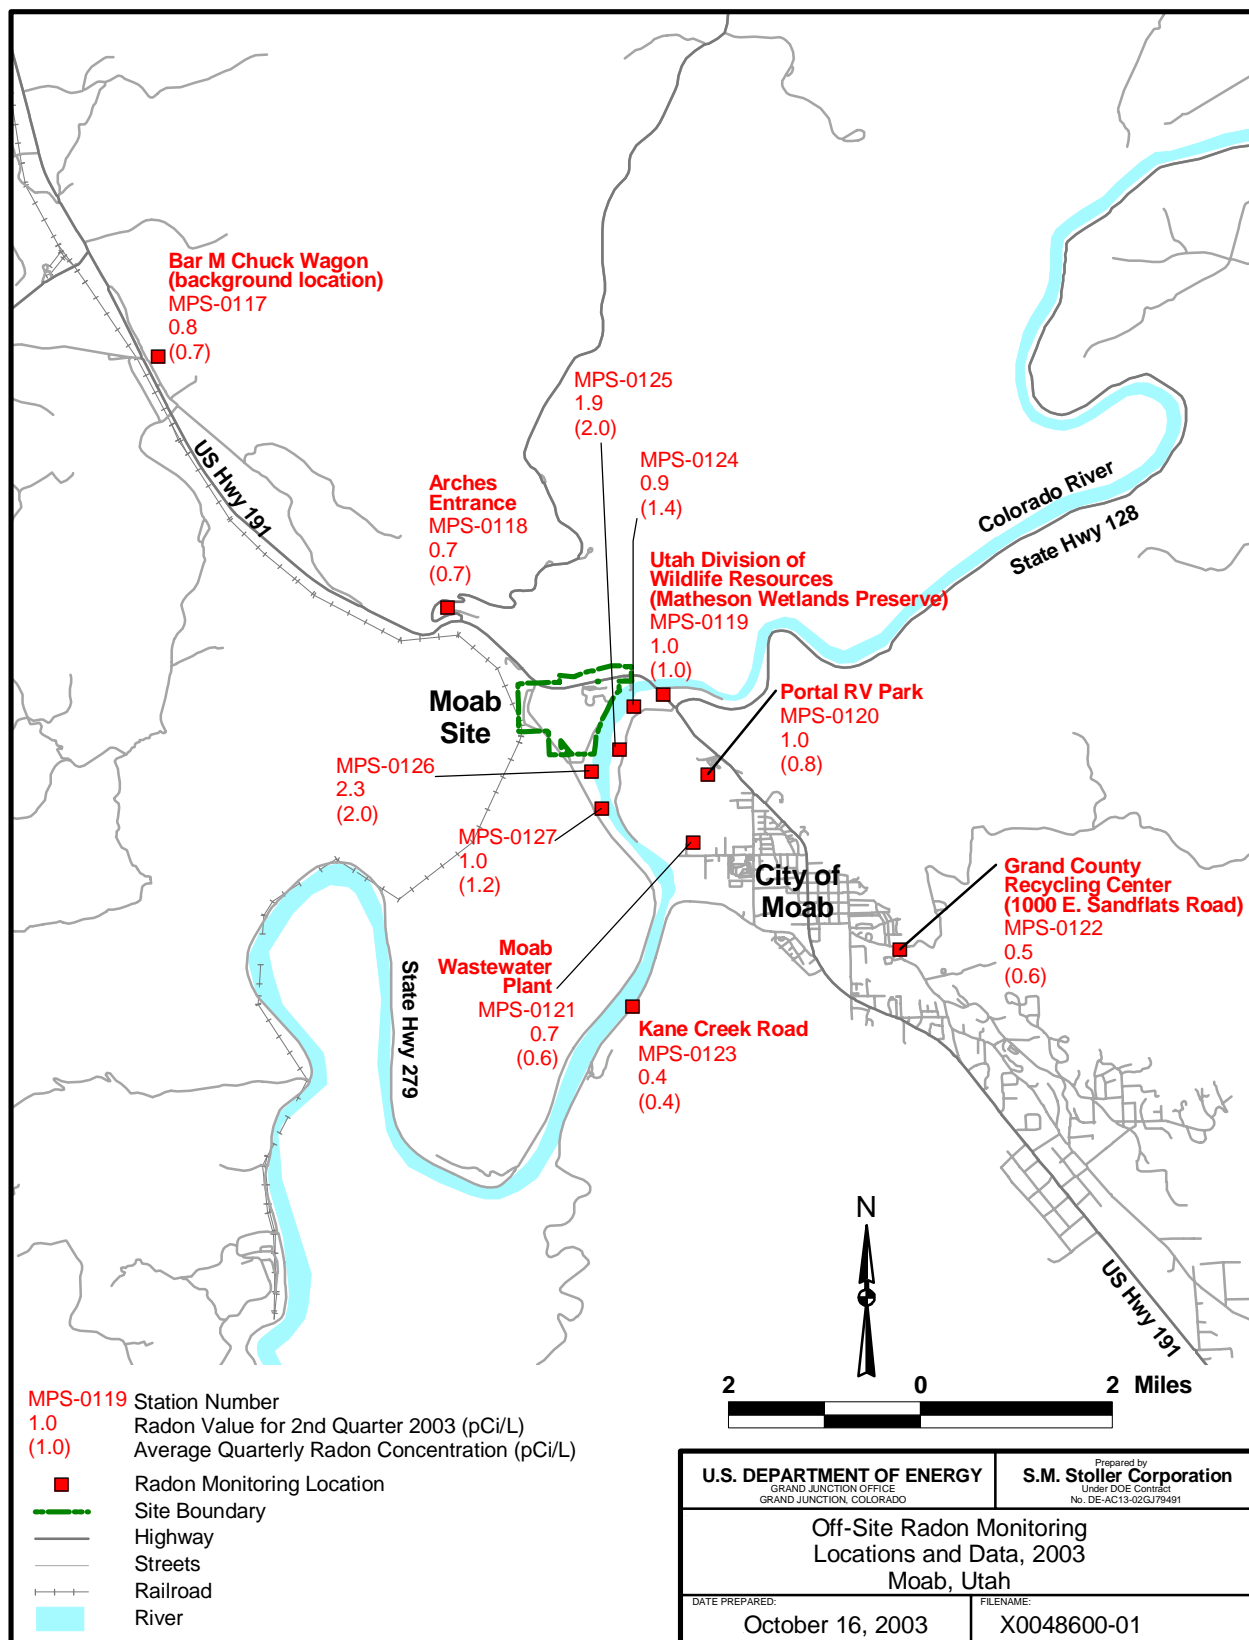 Bar M Chuck Wagon
(background location)
MPS-0117
0.8
(0.7)
US Hwy 191
MPS-0125
1.9
(2.0)
MPS-0124
0.9
(1.4)
Arches
Entrance
MPS-0118
0.7
(0.7)
Colorado River
State Hwy 128
Utah Division of
Wildlife Resources
(Matheson Wetlands Preserve)
MPS-0119
1.0
(1.0)
Moab
Site
Portal RV Park
MPS-0120
1.0
(0.8)
MPS-0126
2.3
(2.0)
MPS-0127
1.0
(1.2)
City of
Moab
Grand County
Recycling Center
(1000 E. Sandflats Road)
MPS-0122
0.5
(0.6)
Moab
Wastewater
Plant
MPS-0121
0.7
(0.6)
State Hwy 279
Kane Creek Road
MPS-0123
0.4
(0.4)
N
US Hwy 191
2 0 2 Miles
MPS-0119 Station Number
1.0 Radon Value for 2nd Quarter 2003 (pCi/L)
(1.0) Average Quarterly Radon Concentration (pCi/L)
Radon Monitoring Location
Site Boundary
Highway
Streets
Railroad
River
U.S. DEPARTMENT OF ENERGY
GRAND JUNCTION OFFICE
GRAND JUNCTION, COLORADO
Prepared by
S.M. Stoller Corporation
Under DOE Contract
No. DE-AC13-02GJ79491
Off-Site Radon Monitoring
Locations and Data, 2003
Moab, Utah
DATE PREPARED:
October 16, 2003
FILENAME:
X0048600-01